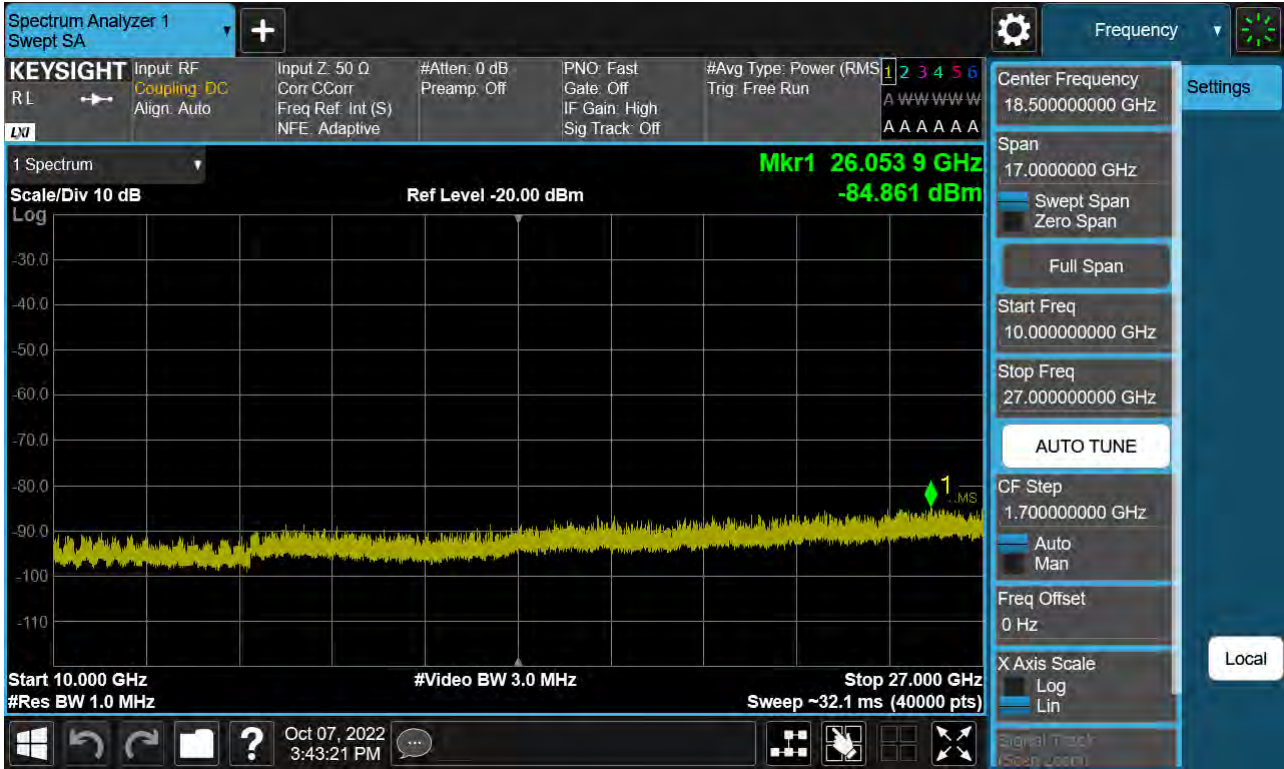 Spectrum Analyzer 1
Swept SA
+
Frequency
KEYSIGHT
RL
LXI
Input: RF
Coupling: DC
Align: Auto
Input Z: 50 Ω
Corr CCorr
Freq Ref: Int (S)
NFE: Adaptive
#Atten: 0 dB
Preamp: Off
PNO: Fast
Gate: Off
IF Gain: High
Sig Track: Off
#Avg Type: Power (RMS
Trig: Free Run
1 2 3 4 5 6
A W W W W W
A A A A A A
1 Spectrum
Mkr1 26.053 9 GHz
Scale/Div 10 dB
Ref Level -20.00 dBm
-84.861 dBm
Log
-30.0
-40.0
-50.0
-60.0
-70.0
-80.0
-90.0
-100
-110
1
Start 10.000 GHz
#Video BW 3.0 MHz
Stop 27.000 GHz
#Res BW 1.0 MHz
Sweep ~32.1 ms (40000 pts)
Center Frequency
18.500000000 GHz
Span
17.0000000 GHz
Swept Span
Zero Span
Full Span
Start Freq
10.000000000 GHz
Stop Freq
27.000000000 GHz
AUTO TUNE
CF Step
1.700000000 GHz
Auto
Man
Freq Offset
0 Hz
X Axis Scale
Log
Lin
Signal Track
(Span Zoom)
Settings
Local
?
Oct 07, 2022
3:43:21 PM